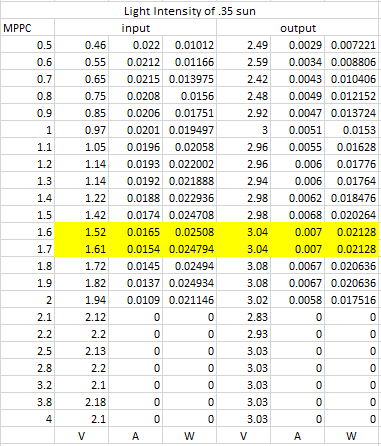 Light Intensity of .35 sun
MPPC input output
0.5 0.46 0.022 0.01012 2.49 0.0029 0.007221
0.6 0.55 0.0212 0.01166 2.59 0.0034 0.008806
0.7 0.65 0.0215 0.013975 2.42 0.0043 0.010406
0.8 0.75 0.0208 0.0156 2.48 0.0049 0.012152
0.9 0.85 0.0206 0.01751 2.92 0.0047 0.013724
1 0.97 0.0201 0.019497 3 0.0051 0.0153
1.1 1.05 0.0196 0.02058 2.96 0.0055 0.01628
1.2 1.14 0.0193 0.022002 2.96 0.006 0.01776
1.3 1.14 0.0192 0.021888 2.94 0.006 0.01764
1.4 1.22 0.0188 0.022936 2.98 0.0062 0.018476
1.5 1.42 0.0174 0.024708 2.98 0.0068 0.020264
1.6 1.52 0.0165 0.02508 3.04 0.007 0.02128
1.7 1.61 0.0154 0.024794 3.04 0.007 0.02128
1.8 1.72 0.0145 0.02494 3.08 0.0067 0.020636
1.9 1.82 0.0137 0.024934 3.08 0.0067 0.020636
2 1.94 0.0109 0.021146 3.02 0.0058 0.017516
2.1 2.12 0 0 2.83 0 0
2.2 2.2 0 0 2.93 0 0
2.5 2.13 0 0 3.03 0 0
2.8 2.2 0 0 3.03 0 0
3.2 2.1 0 0 3.03 0 0
3.8 2.18 0 0 3.03 0 0
4 2.1 0 0 3.03 0 0
V A W V A W